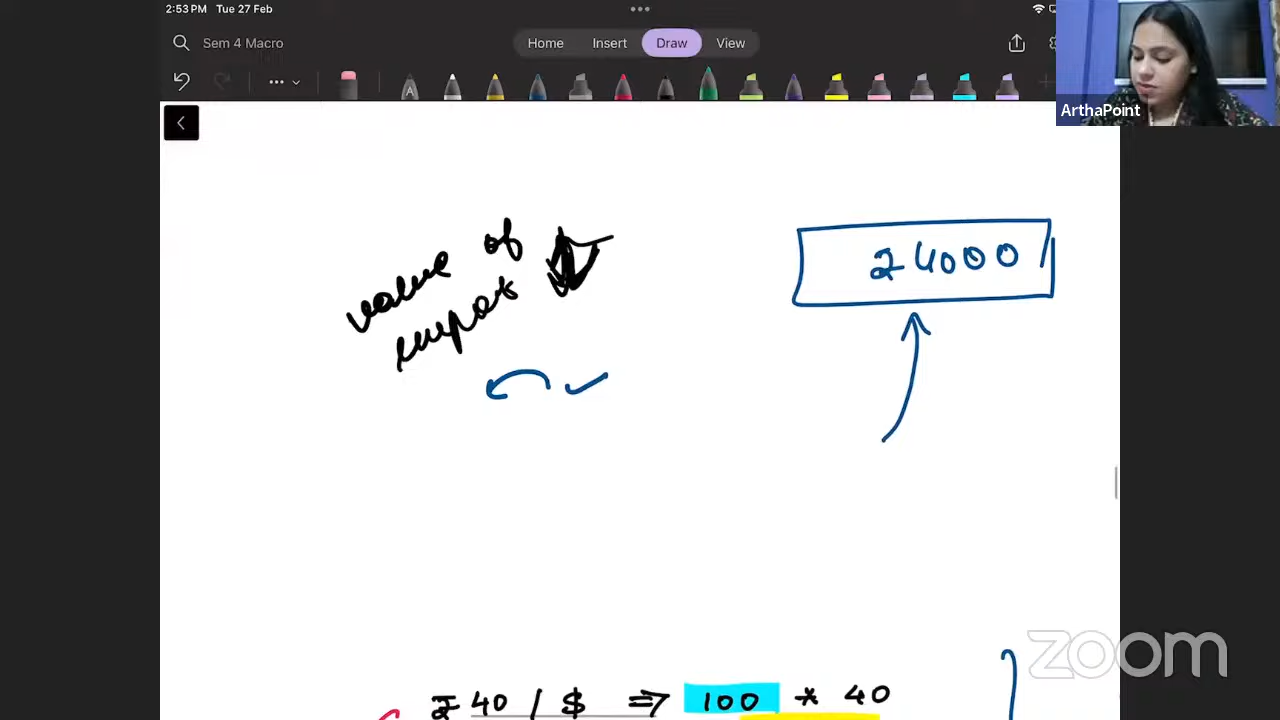 2:53 PM Tue 27 Feb
Sem 4 Macro
Home Insert Draw View
A
ArthaPoint
value of
import
24000
₹ 40 / $ ⇒ 100 * 40
zoom